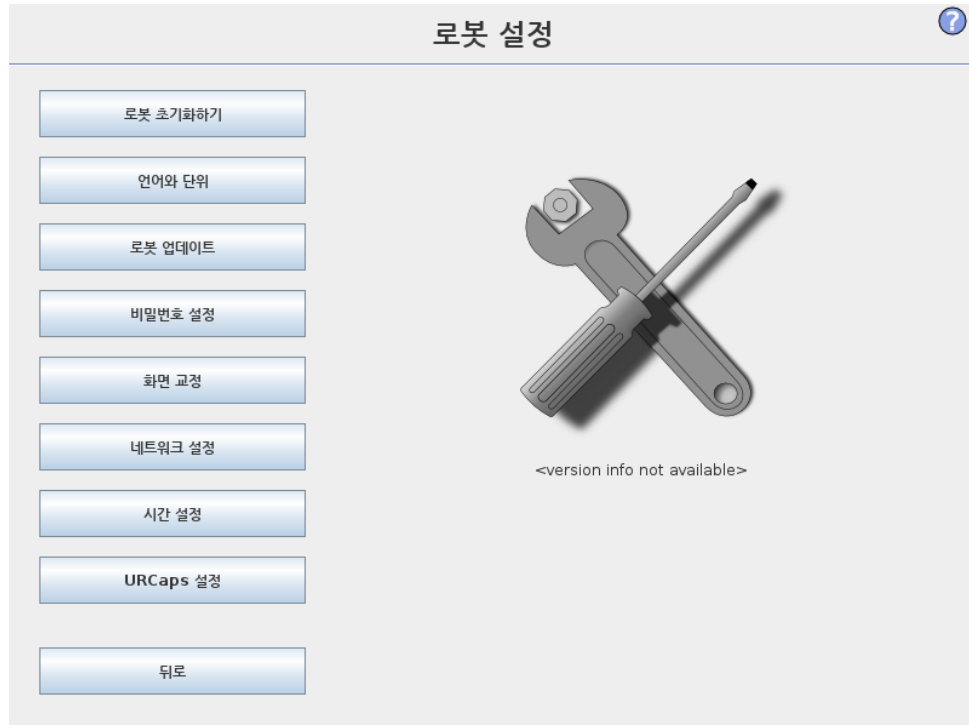 로봇 설정
?
로봇 초기화하기
언어와 단위
로봇 업데이트
비밀번호 설정
화면 교정
네트워크 설정
시간 설정
URCaps 설정
뒤로
<version info not available>